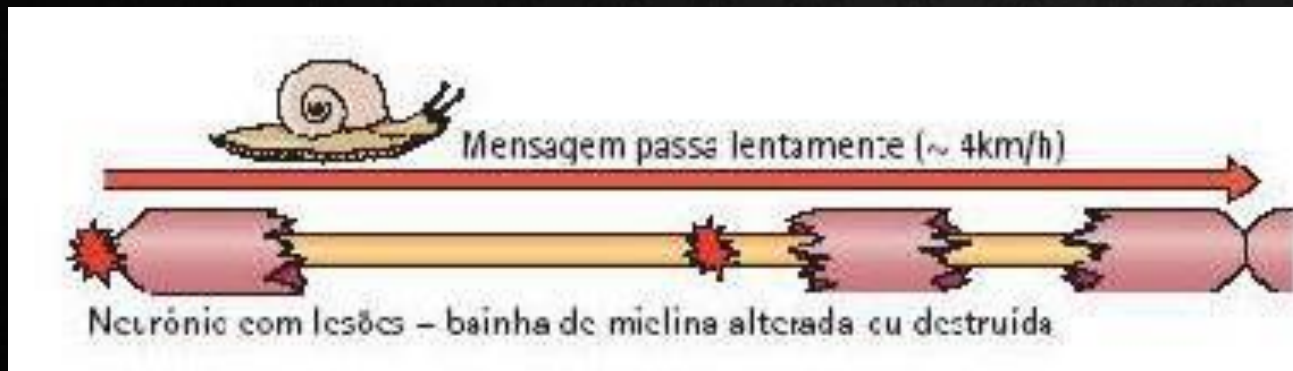 Mensagem passa lentamente (~ 4km/h)
Neurónio com lesões – bainha de mielina alterada ou destruída